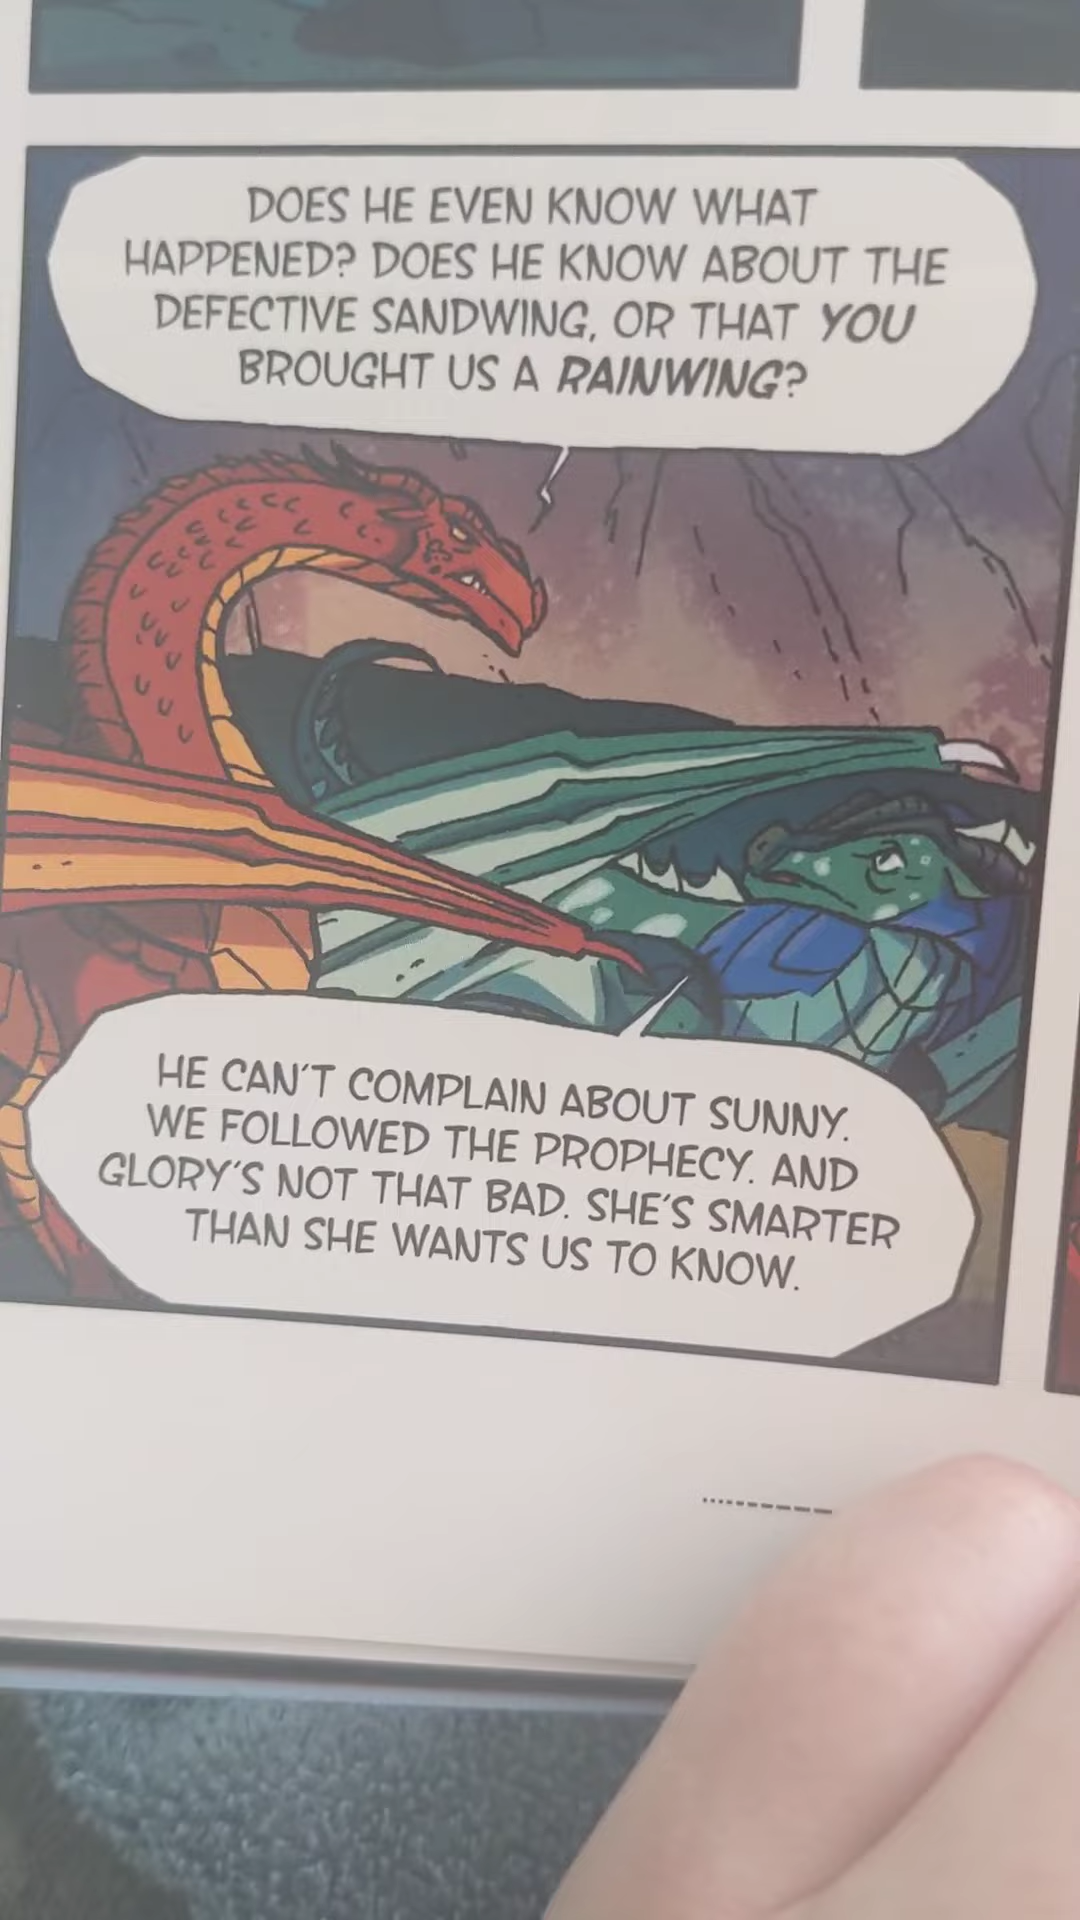 DOES HE EVEN KNOW WHAT
HAPPENED? DOES HE KNOW ABOUT THE
DEFECTIVE SANDWING, OR THAT YOU
BROUGHT US A RAINWING?
HE CAN'T COMPLAIN ABOUT SUNNY.
WE FOLLOWED THE PROPHECY. AND
GLORY'S NOT THAT BAD. SHE'S SMARTER
THAN SHE WANTS US TO KNOW.